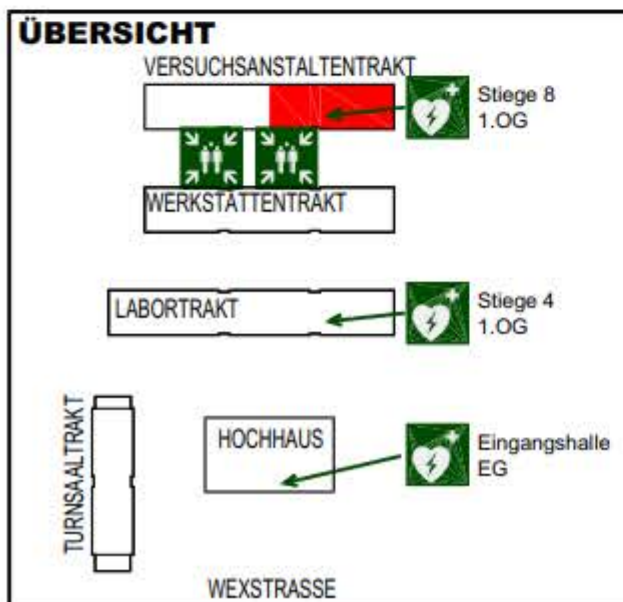 ÜBERSICHT
VERSUCHSANSTALTENTRAKT
Stiege 8
1.OG
WERKSTÄTTENTRAKT
LABORTRAKT
Stiege 4
1.OG
TURNSAALTRAKT
HOCHHAUS
Eingangshalle
EG
WEXSTRASSE